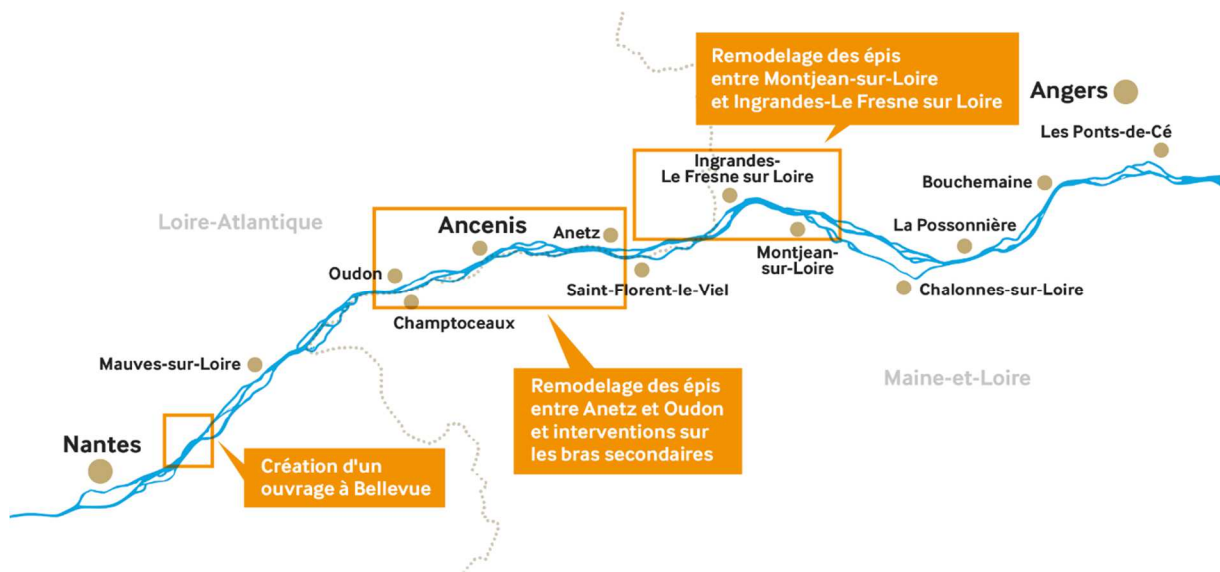 Remodelage des épis
entre Montjean-sur-Loire
et Ingrandes-Le Fresne sur Loire
Angers
Les Ponts-de-Cé
Ingrandes-
Le Fresne sur Loire
Bouchemaine
Loire-Atlantique
Ancenis
Anetz
La Possonnière
Oudon
Montjean-
sur-Loire
Saint-Florent-le-Viel
Chalonnes-sur-Loire
Champtoceaux
Mauves-sur-Loire
Maine-et-Loire
Remodelage des épis
entre Anetz et Oudon
et interventions sur
les bras secondaires
Nantes
Création d'un
ouvrage à Bellevue